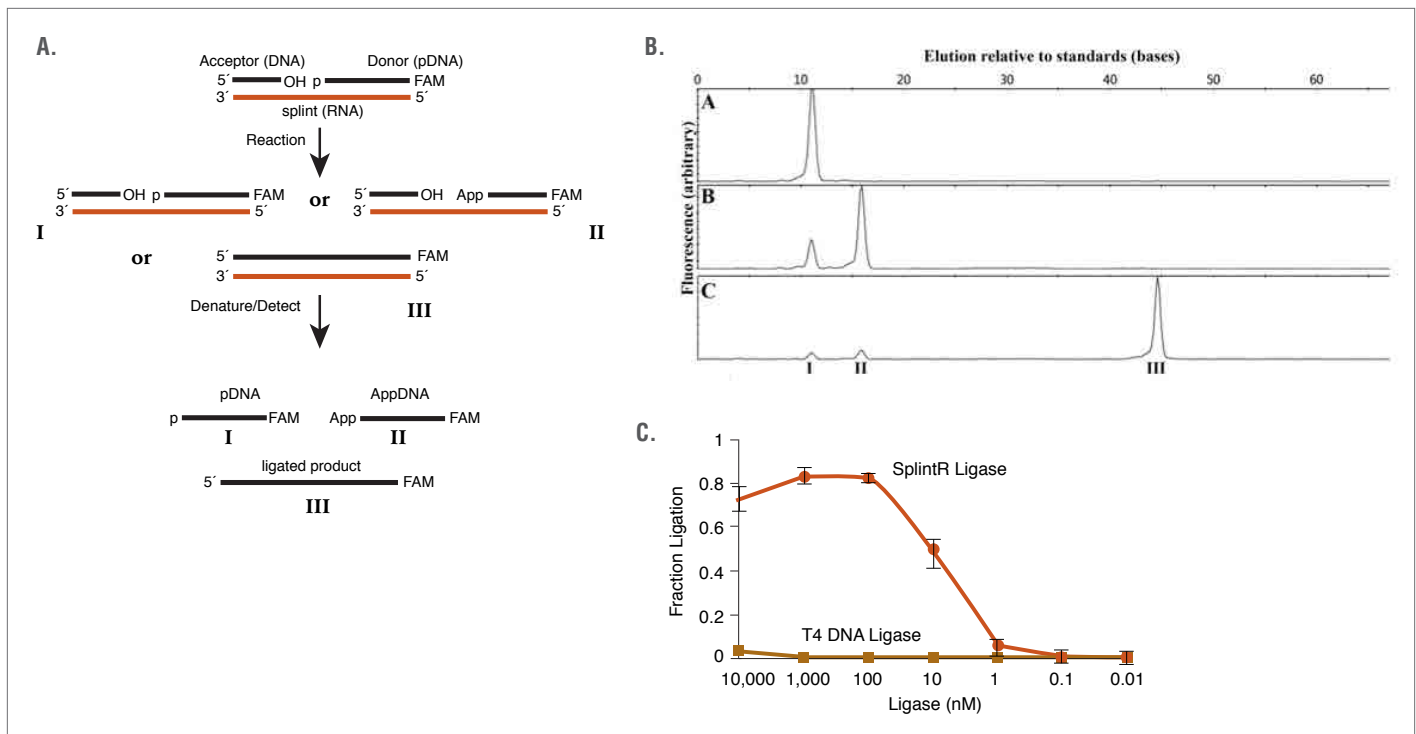 A.
Acceptor (DNA) Donor (pDNA)
5´ OH p FAM
3´ 5´
splint (RNA)
Reaction
5´ OH p FAM or 5´ OH App FAM
3´ 5´ 3´ 5´
I II
or 5´ FAM
3´ 5´
Denature/Detect III
pDNA AppDNA
p FAM App FAM
I II
ligated product
5´ FAM
III
B.
Elution relative to standards (bases)
0 10 20 30 40 50 60
Fluorescence (arbitrary)
A
B
C
I II III
C.
Fraction Ligation
1
0.8
0.6
0.4
0.2
0
SplintR Ligase
T4 DNA Ligase
10,000 1,000 100 10 1 0.1 0.01
Ligase (nM)